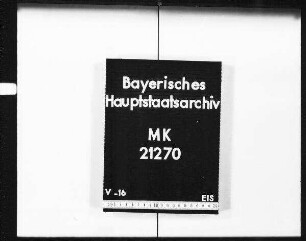 Bayerisches
Hauptstaatsarchiv
MK
21270
V-16 EIS